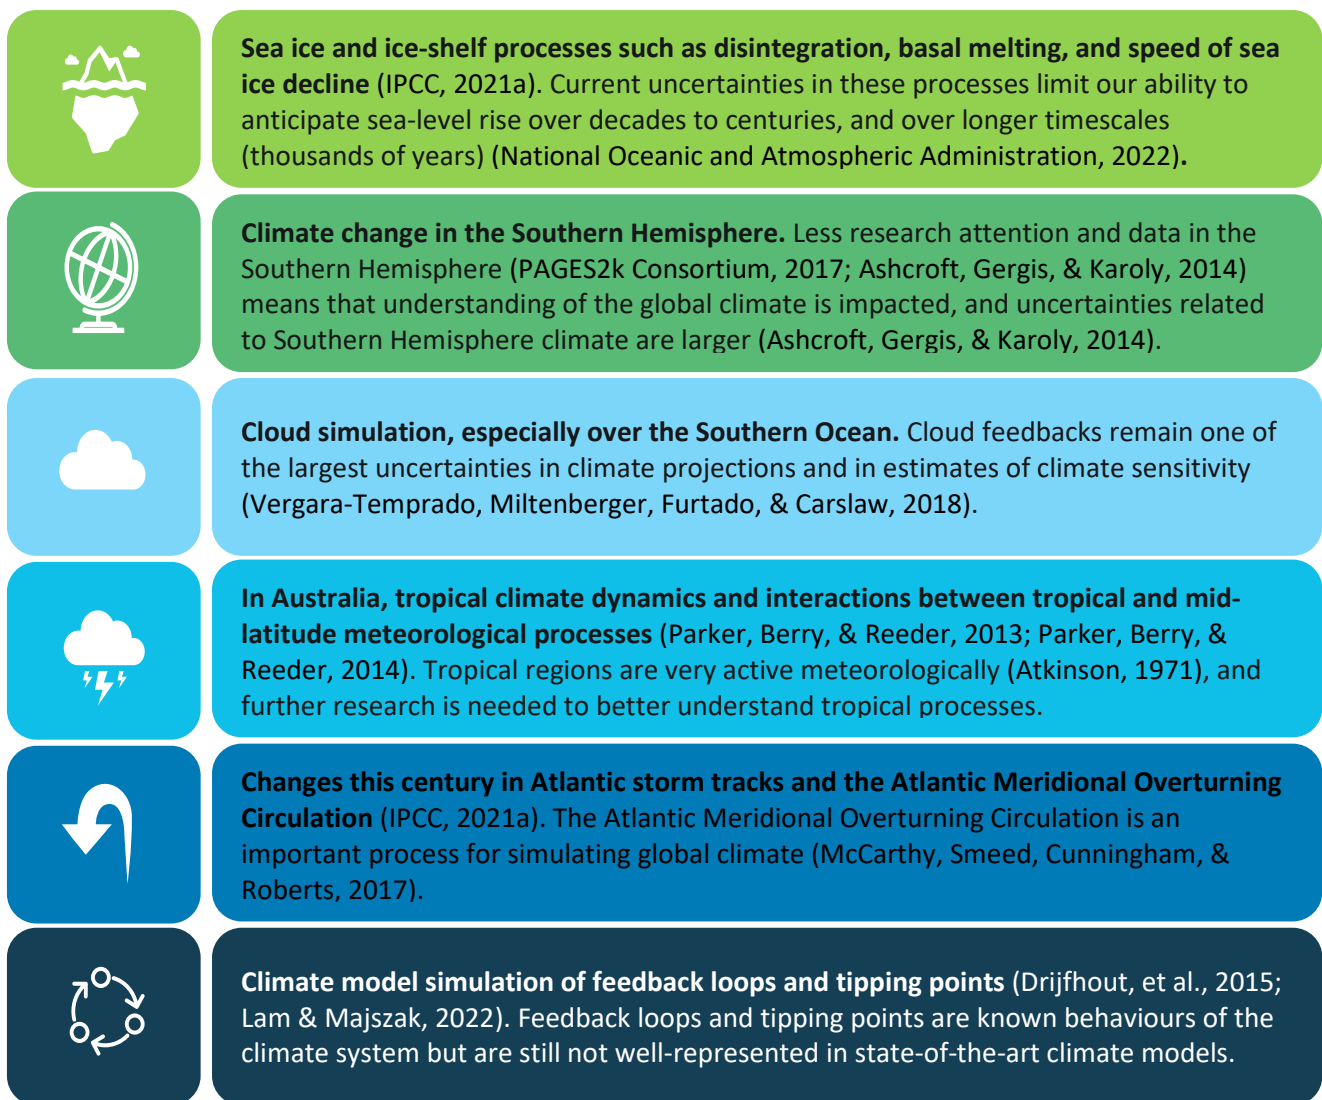 Sea ice and ice-shelf processes such as disintegration, basal melting, and speed of sea
ice decline (IPCC, 2021a). Current uncertainties in these processes limit our ability to
anticipate sea-level rise over decades to centuries, and over longer timescales
(thousands of years) (National Oceanic and Atmospheric Administration, 2022).
Climate change in the Southern Hemisphere. Less research attention and data in the
Southern Hemisphere (PAGES2k Consortium, 2017; Ashcroft, Gergis, & Karoly, 2014)
means that understanding of the global climate is impacted, and uncertainties related
to Southern Hemisphere climate are larger (Ashcroft, Gergis, & Karoly, 2014).
Cloud simulation, especially over the Southern Ocean. Cloud feedbacks remain one of
the largest uncertainties in climate projections and in estimates of climate sensitivity
(Vergara-Temprado, Miltenberger, Furtado, & Carslaw, 2018).
In Australia, tropical climate dynamics and interactions between tropical and mid-
latitude meteorological processes (Parker, Berry, & Reeder, 2013; Parker, Berry, &
Reeder, 2014). Tropical regions are very active meteorologically (Atkinson, 1971), and
further research is needed to better understand tropical processes.
Changes this century in Atlantic storm tracks and the Atlantic Meridional Overturning
Circulation (IPCC, 2021a). The Atlantic Meridional Overturning Circulation is an
important process for simulating global climate (McCarthy, Smeed, Cunningham, &
Roberts, 2017).
Climate model simulation of feedback loops and tipping points (Drijfhout, et al., 2015;
Lam & Majszak, 2022). Feedback loops and tipping points are known behaviours of the
climate system but are still not well-represented in state-of-the-art climate models.